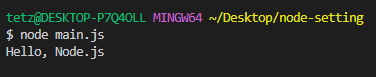 tetz@DESKTOP-P7Q4OLL MINGW64 ~/Desktop/node-setting
$ node main.js
Hello, Node.js